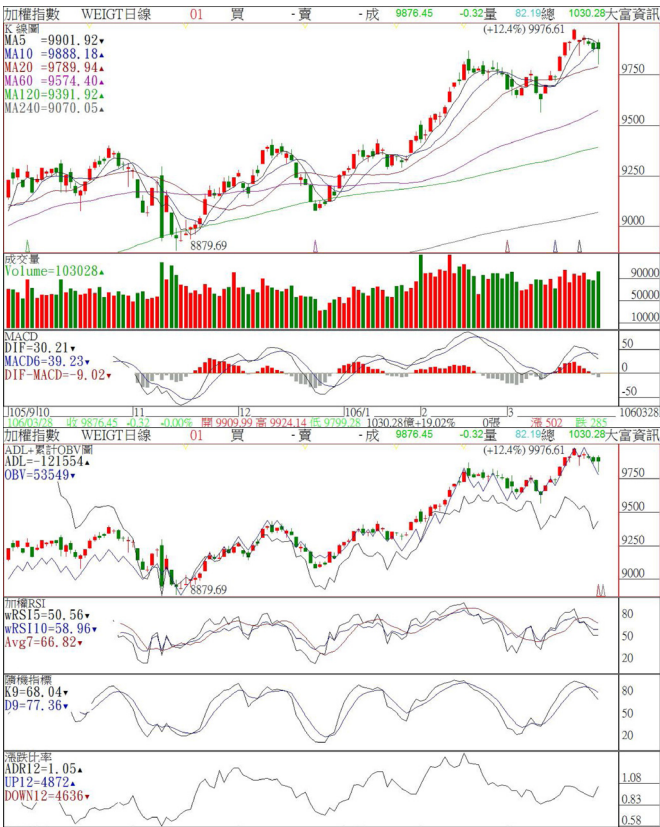 加權指數 WEIGT日線 01 買 -賣 -成 9876.45 -0.32量 82.19總 1030.28大富資訊
K 線圖 (+12.4%) 9976.61
MA5 =9901.92▼
MA10 =9888.18▲
MA20 =9789.94▲
MA60 =9574.40▲
MA120=9391.92▲
MA240=9070.05▲
9750
9500
9250
9000
8879.69
成交量
Volume=103028▲
90000
50000
10000
MACD
DIF=30.21▼
MACD6=39.23▼
DIF-MACD=-9.02▼
50
0
-50
105/9|10 11 12 106/1 2 3 1060328
106/03/28 收 9876.45 -0.32 -0.00% 開 9909.99 高 9924.14 低 9799.28 1030.28億+19.02% 0張 漲 502 跌 285
加權指數 WEIGT日線 01 買 -賣 -成 9876.45 -0.32量 82.19總 1030.28大富資訊
ADL+累計OBV圖 (+12.4%) 9976.61
ADL=-121554▲
OBV=53549▼
9750
9500
9250
9000
8879.69
加權RSI
wRSI5=50.56▼
wRSI10=58.96▼
Avg7=66.82▼
80
50
20
隨機指標
K9=68.04▼
D9=77.36▼
80
50
20
漲跌比率
ADR12=1.05▲
UP12=4872▲
DOWN12=4636▼
1.08
0.83
0.58